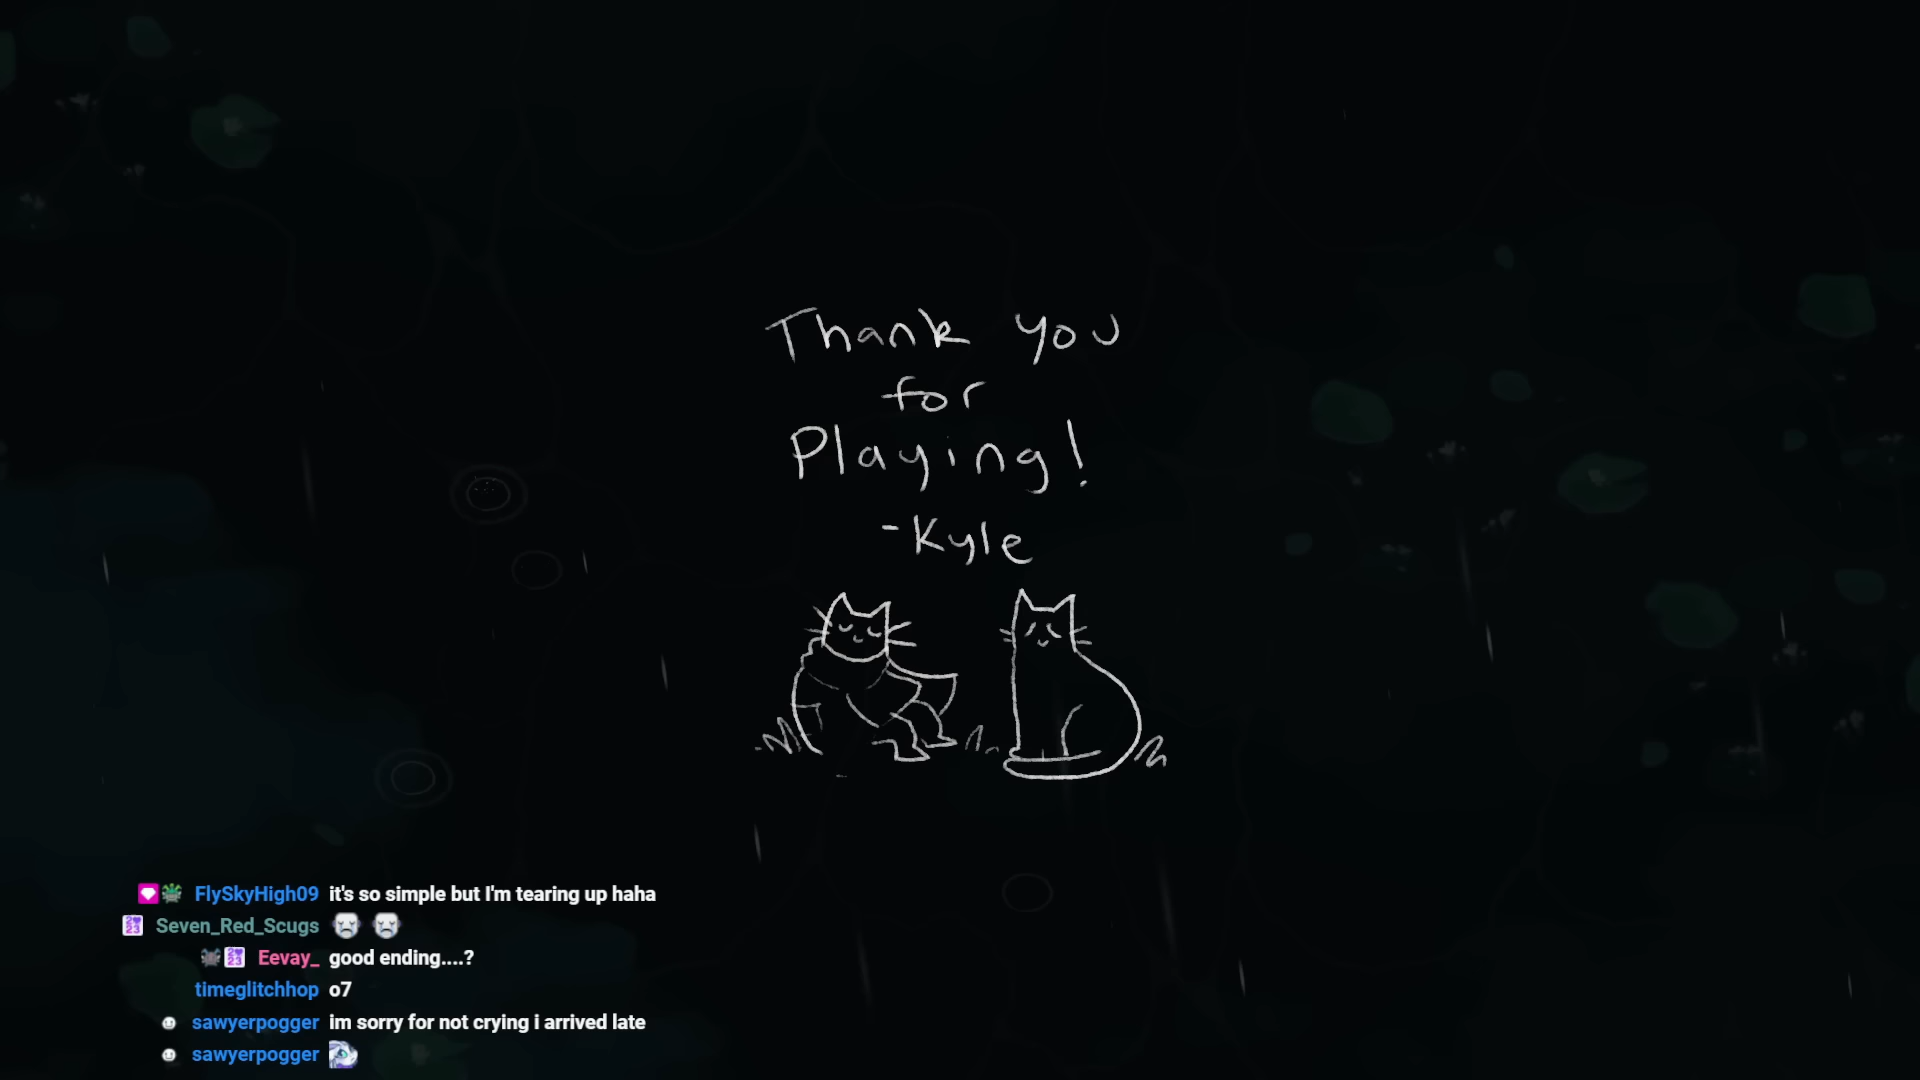 Thank you
for
Playing!
-Kyle
FlySkyHigh09 it's so simple but I'm tearing up haha
Seven_Red_Scugs
Eevay_ good ending....?
timeglitchhop o7
sawyerpogger im sorry for not crying i arrived late
sawyerpogger